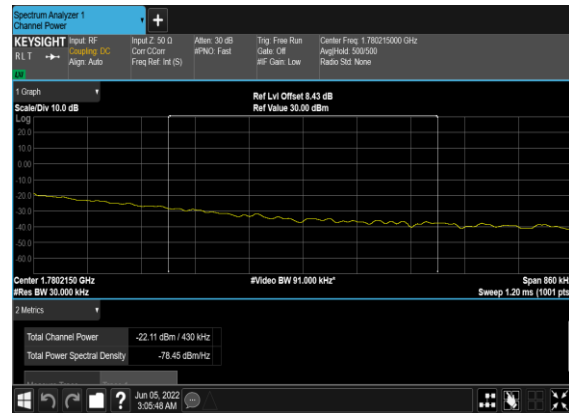 Spectrum Analyzer 1
Channel Power
KEYSIGHT
R L T
LXI
Input: RF
Coupling: DC
Align: Auto
Input Z: 50 Ω
Corr CCorr
Freq Ref: Int (S)
Atten: 30 dB
#PNO: Fast
Trig: Free Run
Gate: Off
#IF Gain: Low
Center Freq: 1.780215000 GHz
Avg|Hold: 500/500
Radio Std: None
1 Graph
Scale/Div 10.0 dB
Ref Lvl Offset 8.43 dB
Ref Value 30.00 dBm
Log
20.0
10.0
0.00
-10.0
-20.0
-30.0
-40.0
-50.0
-60.0
Center 1.7802150 GHz
#Video BW 91.000 kHz*
Span 860 kH
#Res BW 30.000 kHz
Sweep 1.20 ms (1001 pts
2 Metrics
Total Channel Power -22.11 dBm / 430 kHz
Total Power Spectral Density -78.45 dBm/Hz
?
Jun 05, 2022
3:05:48 AM